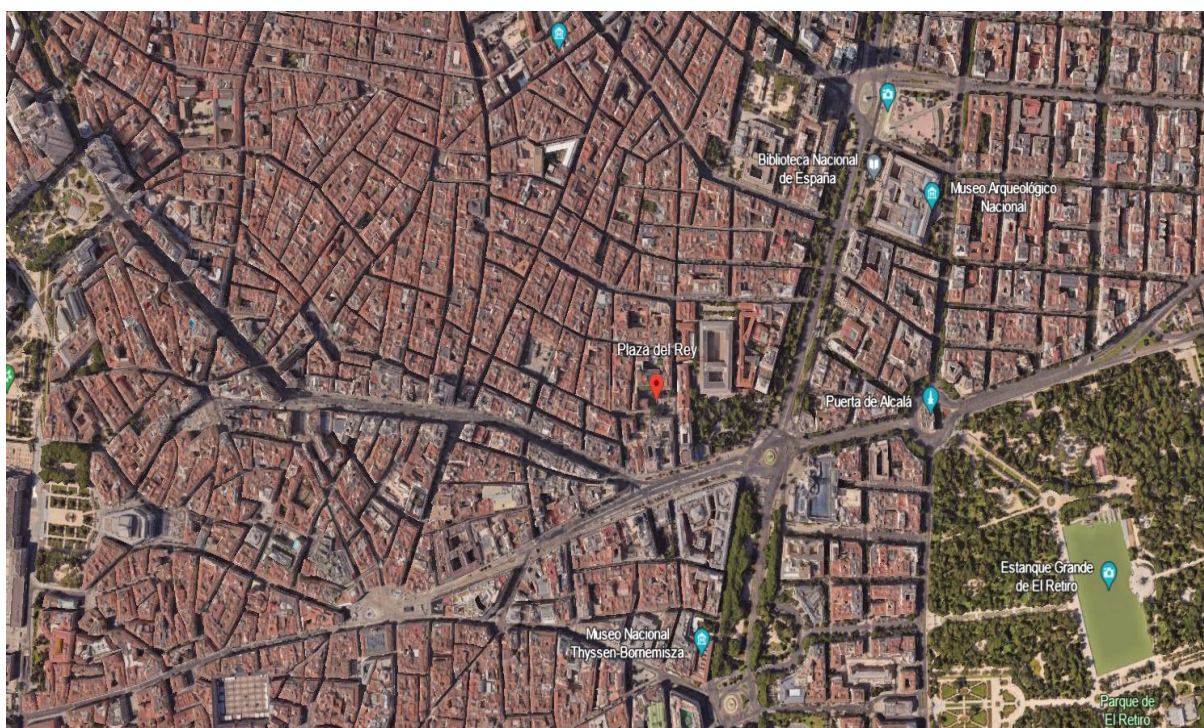 Biblioteca Nacional
de España
Museo Arqueológico
Nacional
Plaza del Rey
Puerta de Alcalá
Estanque Grande
de El Retiro
Museo Nacional
Thyssen-Bornemisza
Parque de
El Retiro